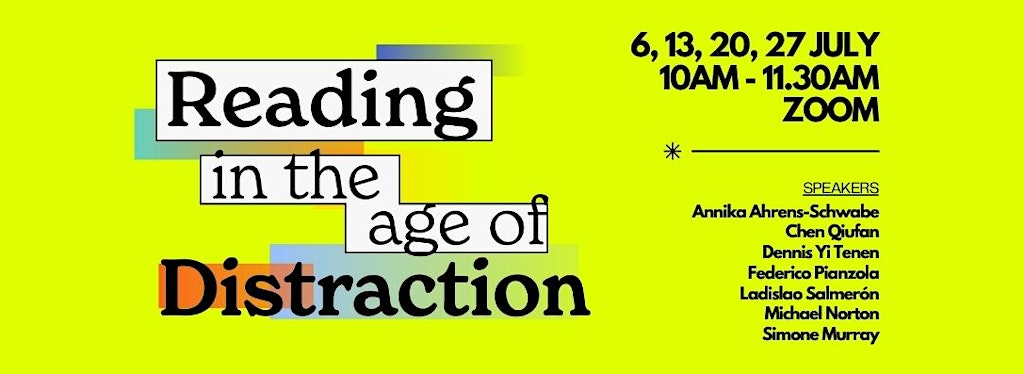 Reading
in the
age of
Distraction
6, 13, 20, 27 JULY
10AM - 11.30AM
ZOOM
SPEAKERS
Annika Ahrens-Schwabe
Chen Qiufan
Dennis Yi Tenen
Federico Pianzola
Ladislao Salmerón
Michael Norton
Simone Murray